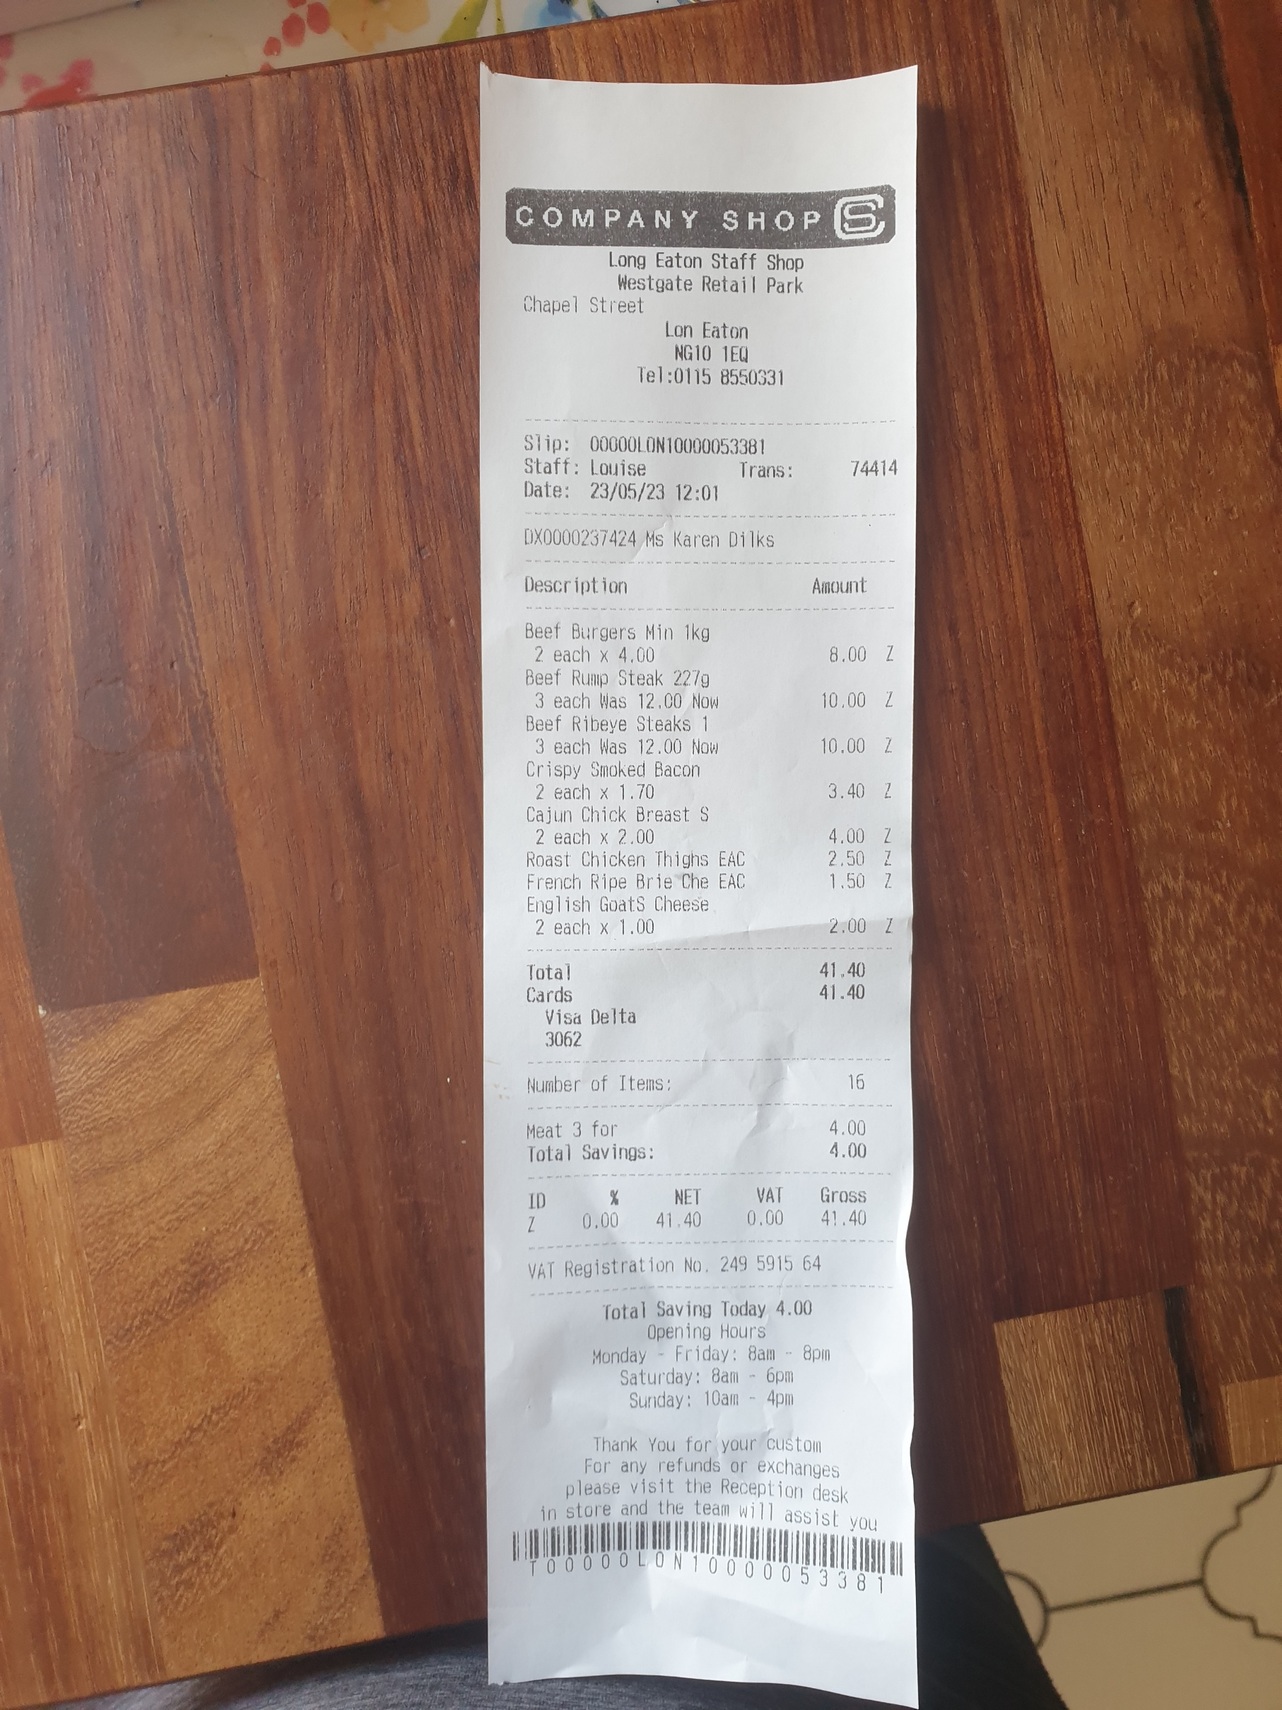 COMPANY SHOP CS
Long Eaton Staff Shop
Westgate Retail Park
Chapel Street
Lon Eaton
NG10 1EQ
Tel:0115 8550331
Slip: 00000LON10000053381
Staff: Louise Trans: 74414
Date: 23/05/23 12:01
DX0000237424 Ms Karen Dilks
Description Amount
Beef Burgers Min 1kg
2 each x 4.00 8.00 Z
Beef Rump Steak 227g
3 each Was 12.00 Now 10.00 Z
Beef Ribeye Steaks 1
3 each Was 12.00 Now 10.00 Z
Crispy Smoked Bacon
2 each x 1.70 3.40 Z
Cajun Chick Breast S
2 each x 2.00 4.00 Z
Roast Chicken Thighs EAC 2.50 Z
French Ripe Brie Che EAC 1.50 Z
English GoatS Cheese
2 each x 1.00 2.00 Z
Total 41.40
Cards 41.40
Visa Delta
3062
Number of Items: 16
Meat 3 for 4.00
Total Savings: 4.00
ID % NET VAT Gross
Z 0.00 41.40 0.00 41.40
VAT Registration No. 249 5915 64
Total Saving Today 4.00
Opening Hours
Monday - Friday: 8am - 8pm
Saturday: 8am - 6pm
Sunday: 10am - 4pm
Thank You for your custom
For any refunds or exchanges
please visit the Reception desk
in store and the team will assist you
T00000LON10000053381